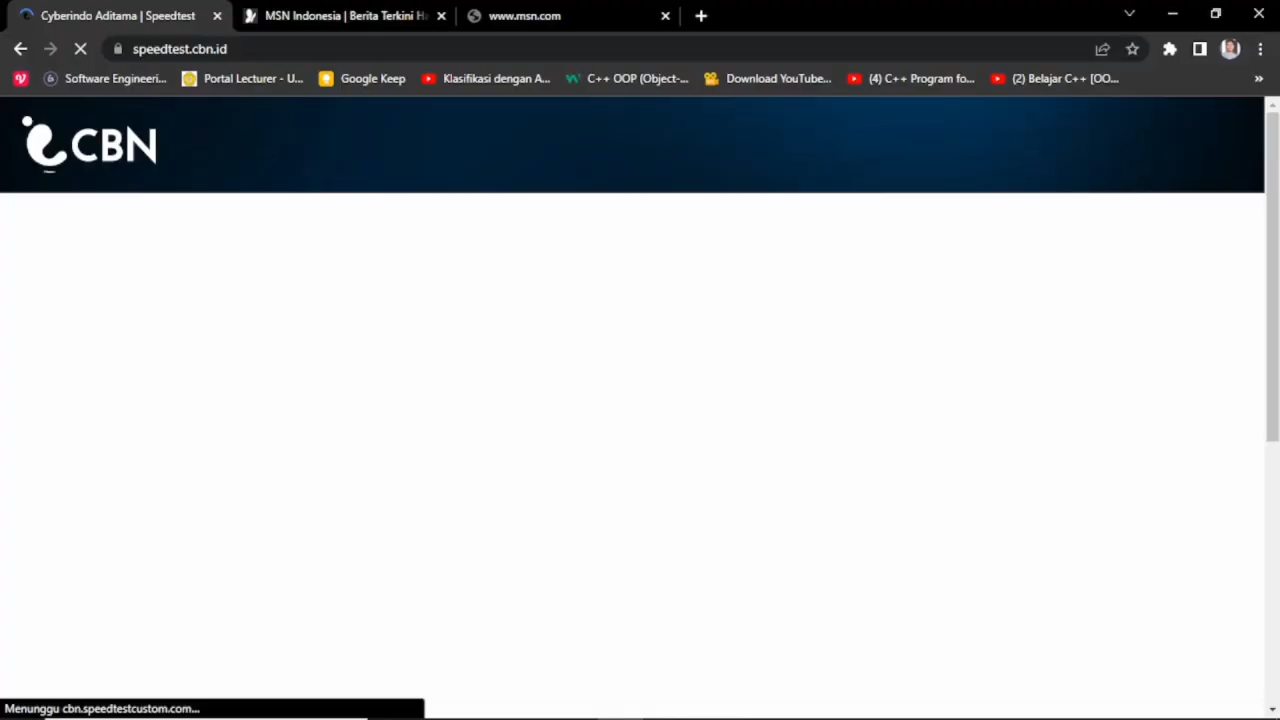 Cyberindo Aditama | Speedtest
MSN Indonesia | Berita Terkini Ha
www.msn.com
speedtest.cbn.id
Software Engineeri...
Portal Lecturer - U...
Google Keep
Klasifikasi dengan A...
C++ OOP (Object-...
Download YouTube...
(4) C++ Program fo...
(2) Belajar C++ [OO...
CBN
Menunggu cbn.speedtestcustom.com...